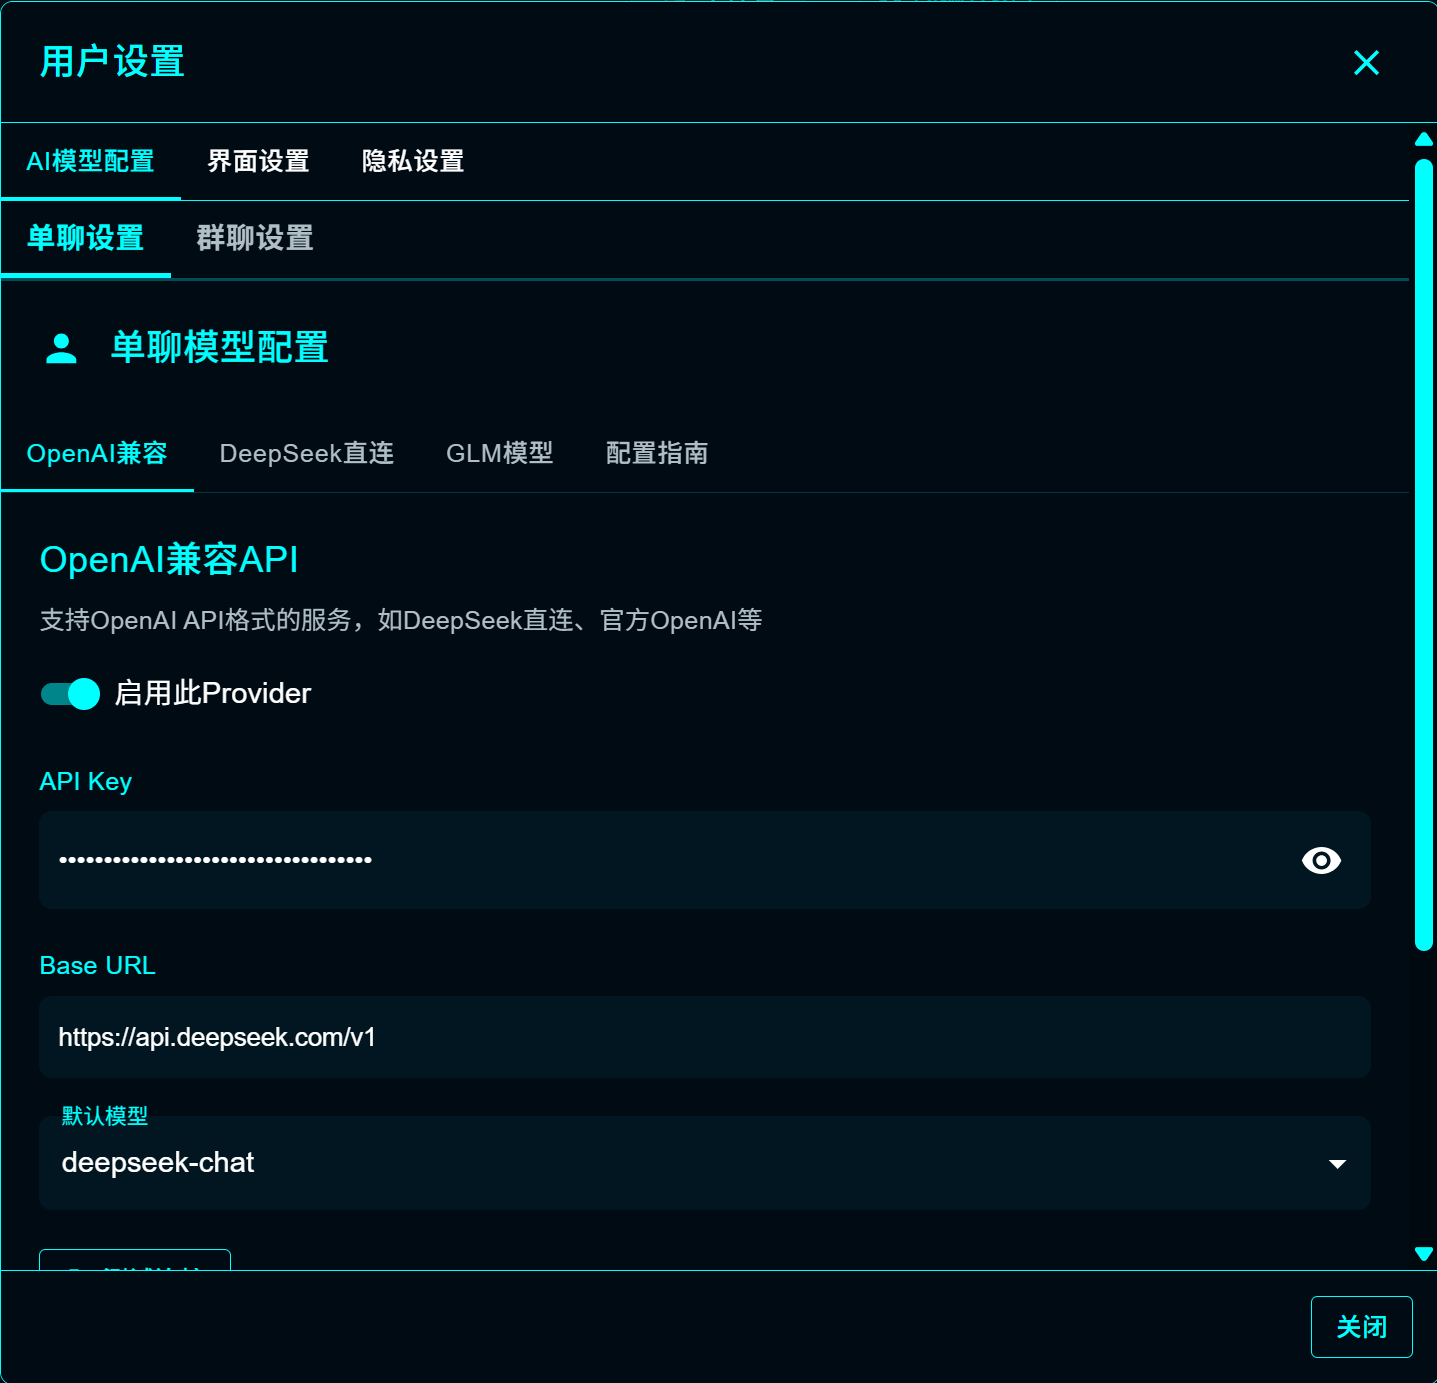 用户设置
AI模型配置 界面设置 隐私设置
单聊设置 群聊设置
单聊模型配置
OpenAI兼容 DeepSeek直连 GLM模型 配置指南
OpenAI兼容API
支持OpenAI API格式的服务，如DeepSeek直连、官方OpenAI等
启用此Provider
API Key
•••••••••••••••••••••••••••••••••••
Base URL
https://api.deepseek.com/v1
默认模型
deepseek-chat
关闭